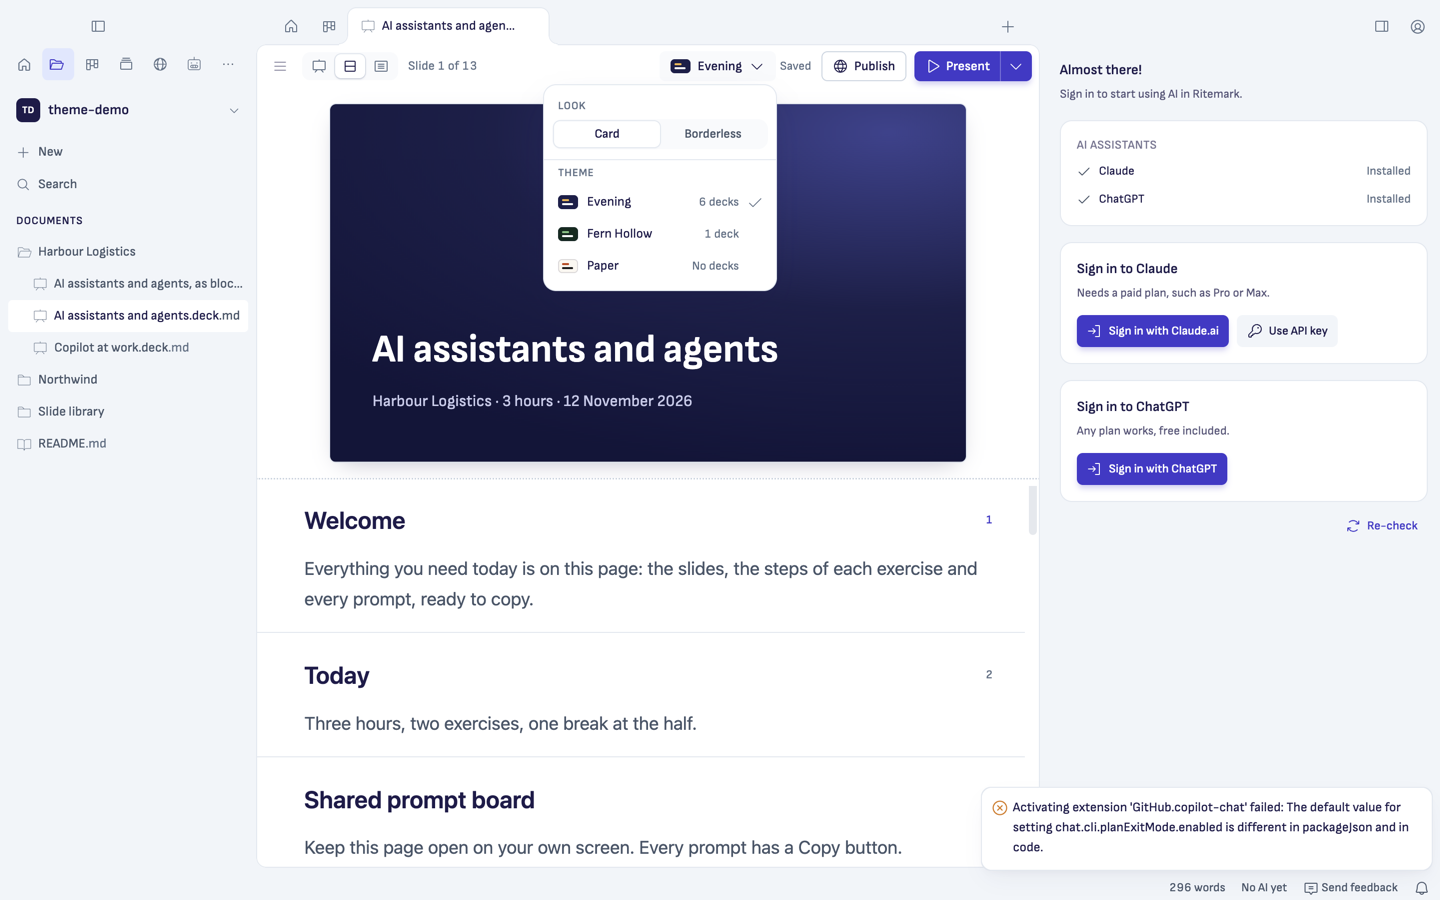 AI assistants and agen...
Slide 1 of 13
Evening
Saved
Publish
Present
TD
theme-demo
New
Search
DOCUMENTS
Harbour Logistics
AI assistants and agents, as bloc...
AI assistants and agents.deck.md
Copilot at work.deck.md
Northwind
Slide library
README.md
LOOK
Card
Borderless
THEME
Evening 6 decks
Fern Hollow 1 deck
Paper No decks
AI assistants and agents
Harbour Logistics · 3 hours · 12 November 2026
Welcome 1
Everything you need today is on this page: the slides, the steps of each exercise and
every prompt, ready to copy.
Today 2
Three hours, two exercises, one break at the half.
Shared prompt board
Keep this page open on your own screen. Every prompt has a Copy button.
Almost there!
Sign in to start using AI in Ritemark.
AI ASSISTANTS
Claude Installed
ChatGPT Installed
Sign in to Claude
Needs a paid plan, such as Pro or Max.
Sign in with Claude.ai
Use API key
Sign in to ChatGPT
Any plan works, free included.
Sign in with ChatGPT
Re-check
Activating extension 'GitHub.copilot-chat' failed: The default value for
setting chat.cli.planExitMode.enabled is different in packageJson and in
code.
296 words
No AI yet
Send feedback